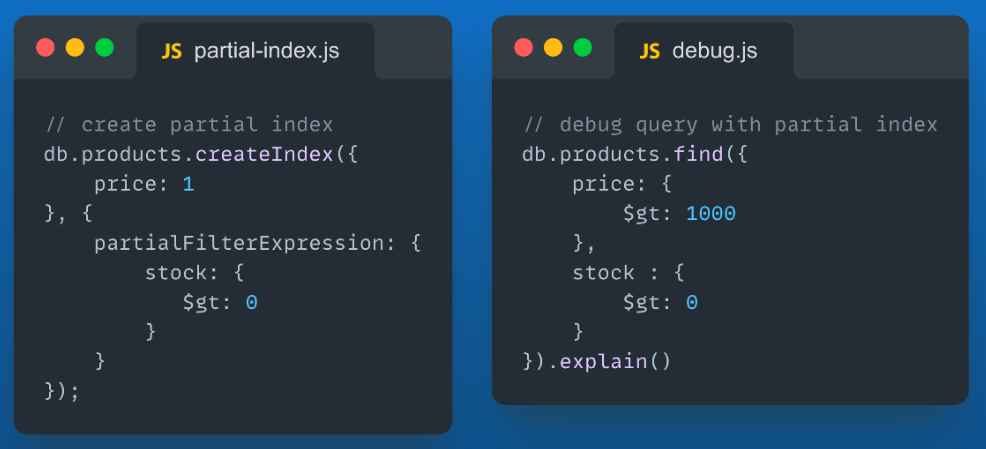 JS partial-index.js
// create partial index
db.products.createIndex({
    price: 1
}, {
    partialFilterExpression: {
        stock: {
           $gt: 0
        }
    }
});
JS debug.js
// debug query with partial index
db.products.find({
    price: {
        $gt: 1000
    },
    stock : {
        $gt: 0
    }
}).explain()